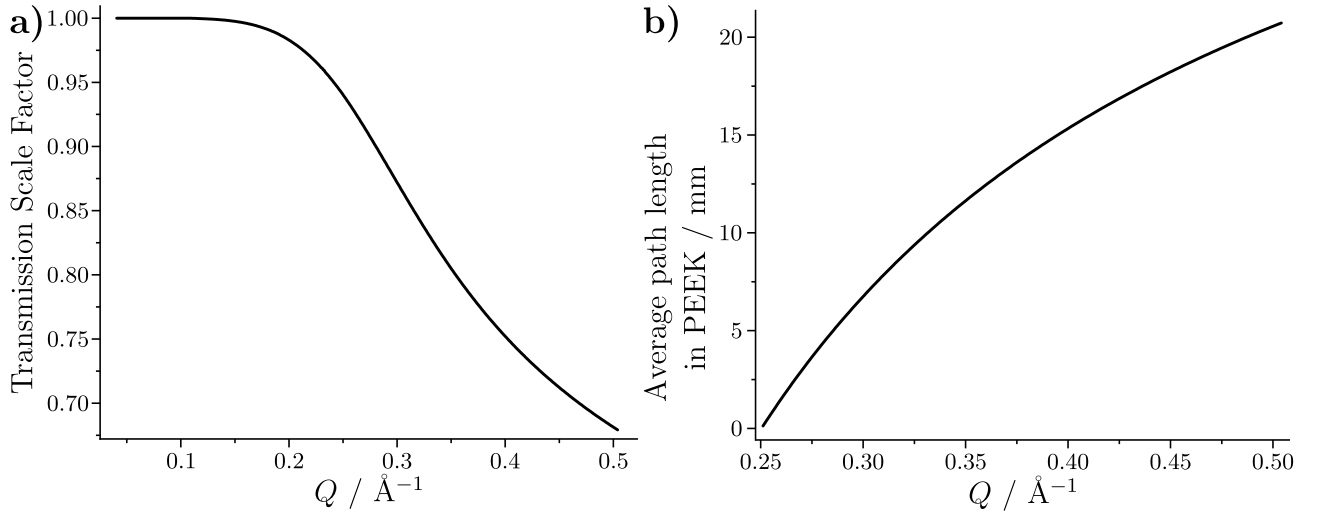 a)
Transmission Scale Factor
1.00
0.95
0.90
0.85
0.80
0.75
0.70
0.1 0.2 0.3 0.4 0.5
Q / Å⁻¹
b)
Average path length
in PEEK / mm
20
15
10
5
0
0.25 0.30 0.35 0.40 0.45 0.50
Q / Å⁻¹